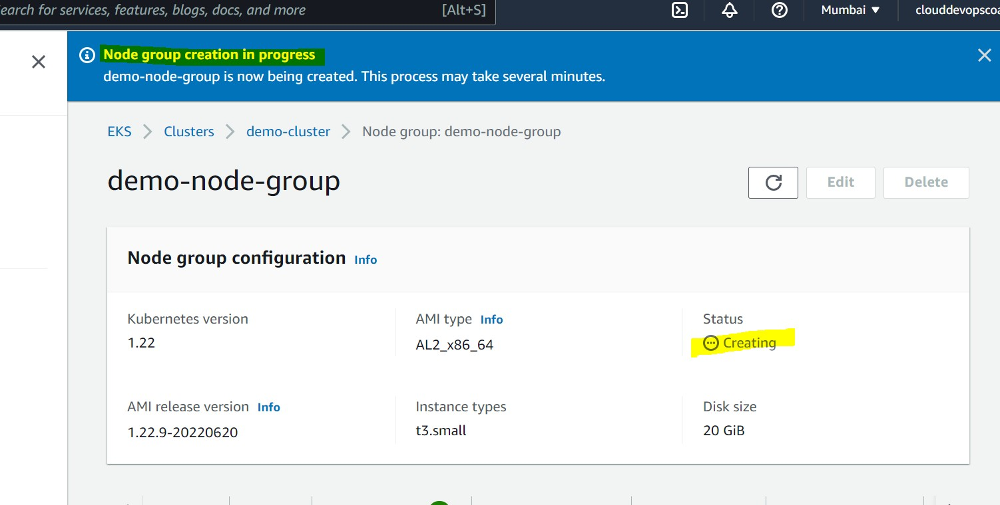 earch for services, features, blogs, docs, and more [Alt+S] Mumbai clouddevopscoa
Node group creation in progress
demo-node-group is now being created. This process may take several minutes.
EKS Clusters demo-cluster Node group: demo-node-group
demo-node-group Edit Delete
Node group configuration Info
Kubernetes version AMI type Info Status
1.22 AL2_x86_64 Creating
AMI release version Info Instance types Disk size
1.22.9-20220620 t3.small 20 GiB